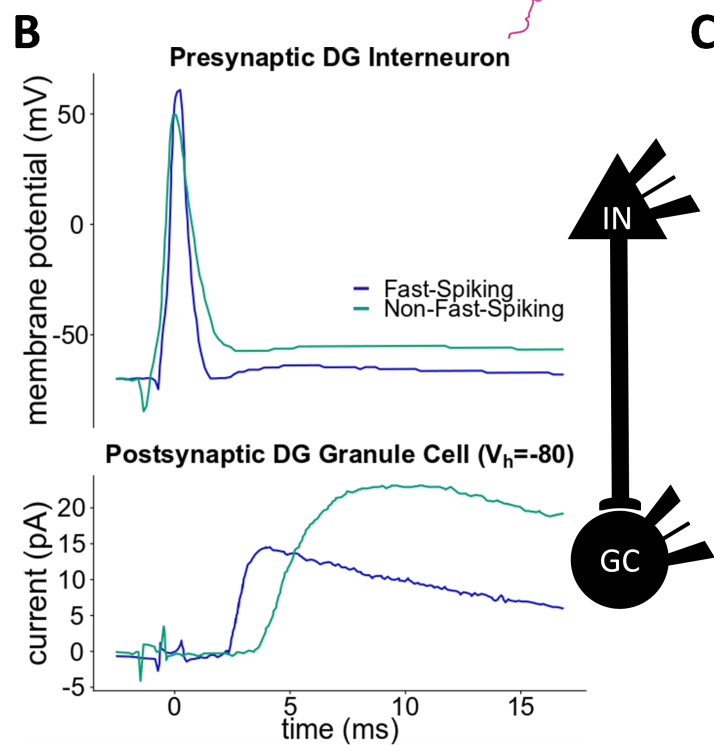 B
C
Presynaptic DG Interneuron
membrane potential (mV)
50
0
-50
Fast-Spiking
Non-Fast-Spiking
IN
Postsynaptic DG Granule Cell (Vh=-80)
current (pA)
20
15
10
5
0
-5
0 5 10 15
time (ms)
GC